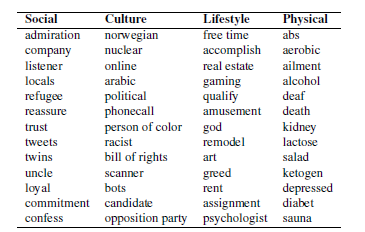 Social Culture Lifestyle Physical
admiration norwegian free time abs
company nuclear accomplish aerobic
listener online real estate ailment
locals arabic gaming alcohol
refugee political qualify deaf
reassure phonecall amusement death
trust person of color god kidney
tweets racist remodel lactose
twins bill of rights art salad
uncle scanner greed ketogen
loyal bots rent depressed
commitment candidate assignment diabet
confess opposition party psychologist sauna